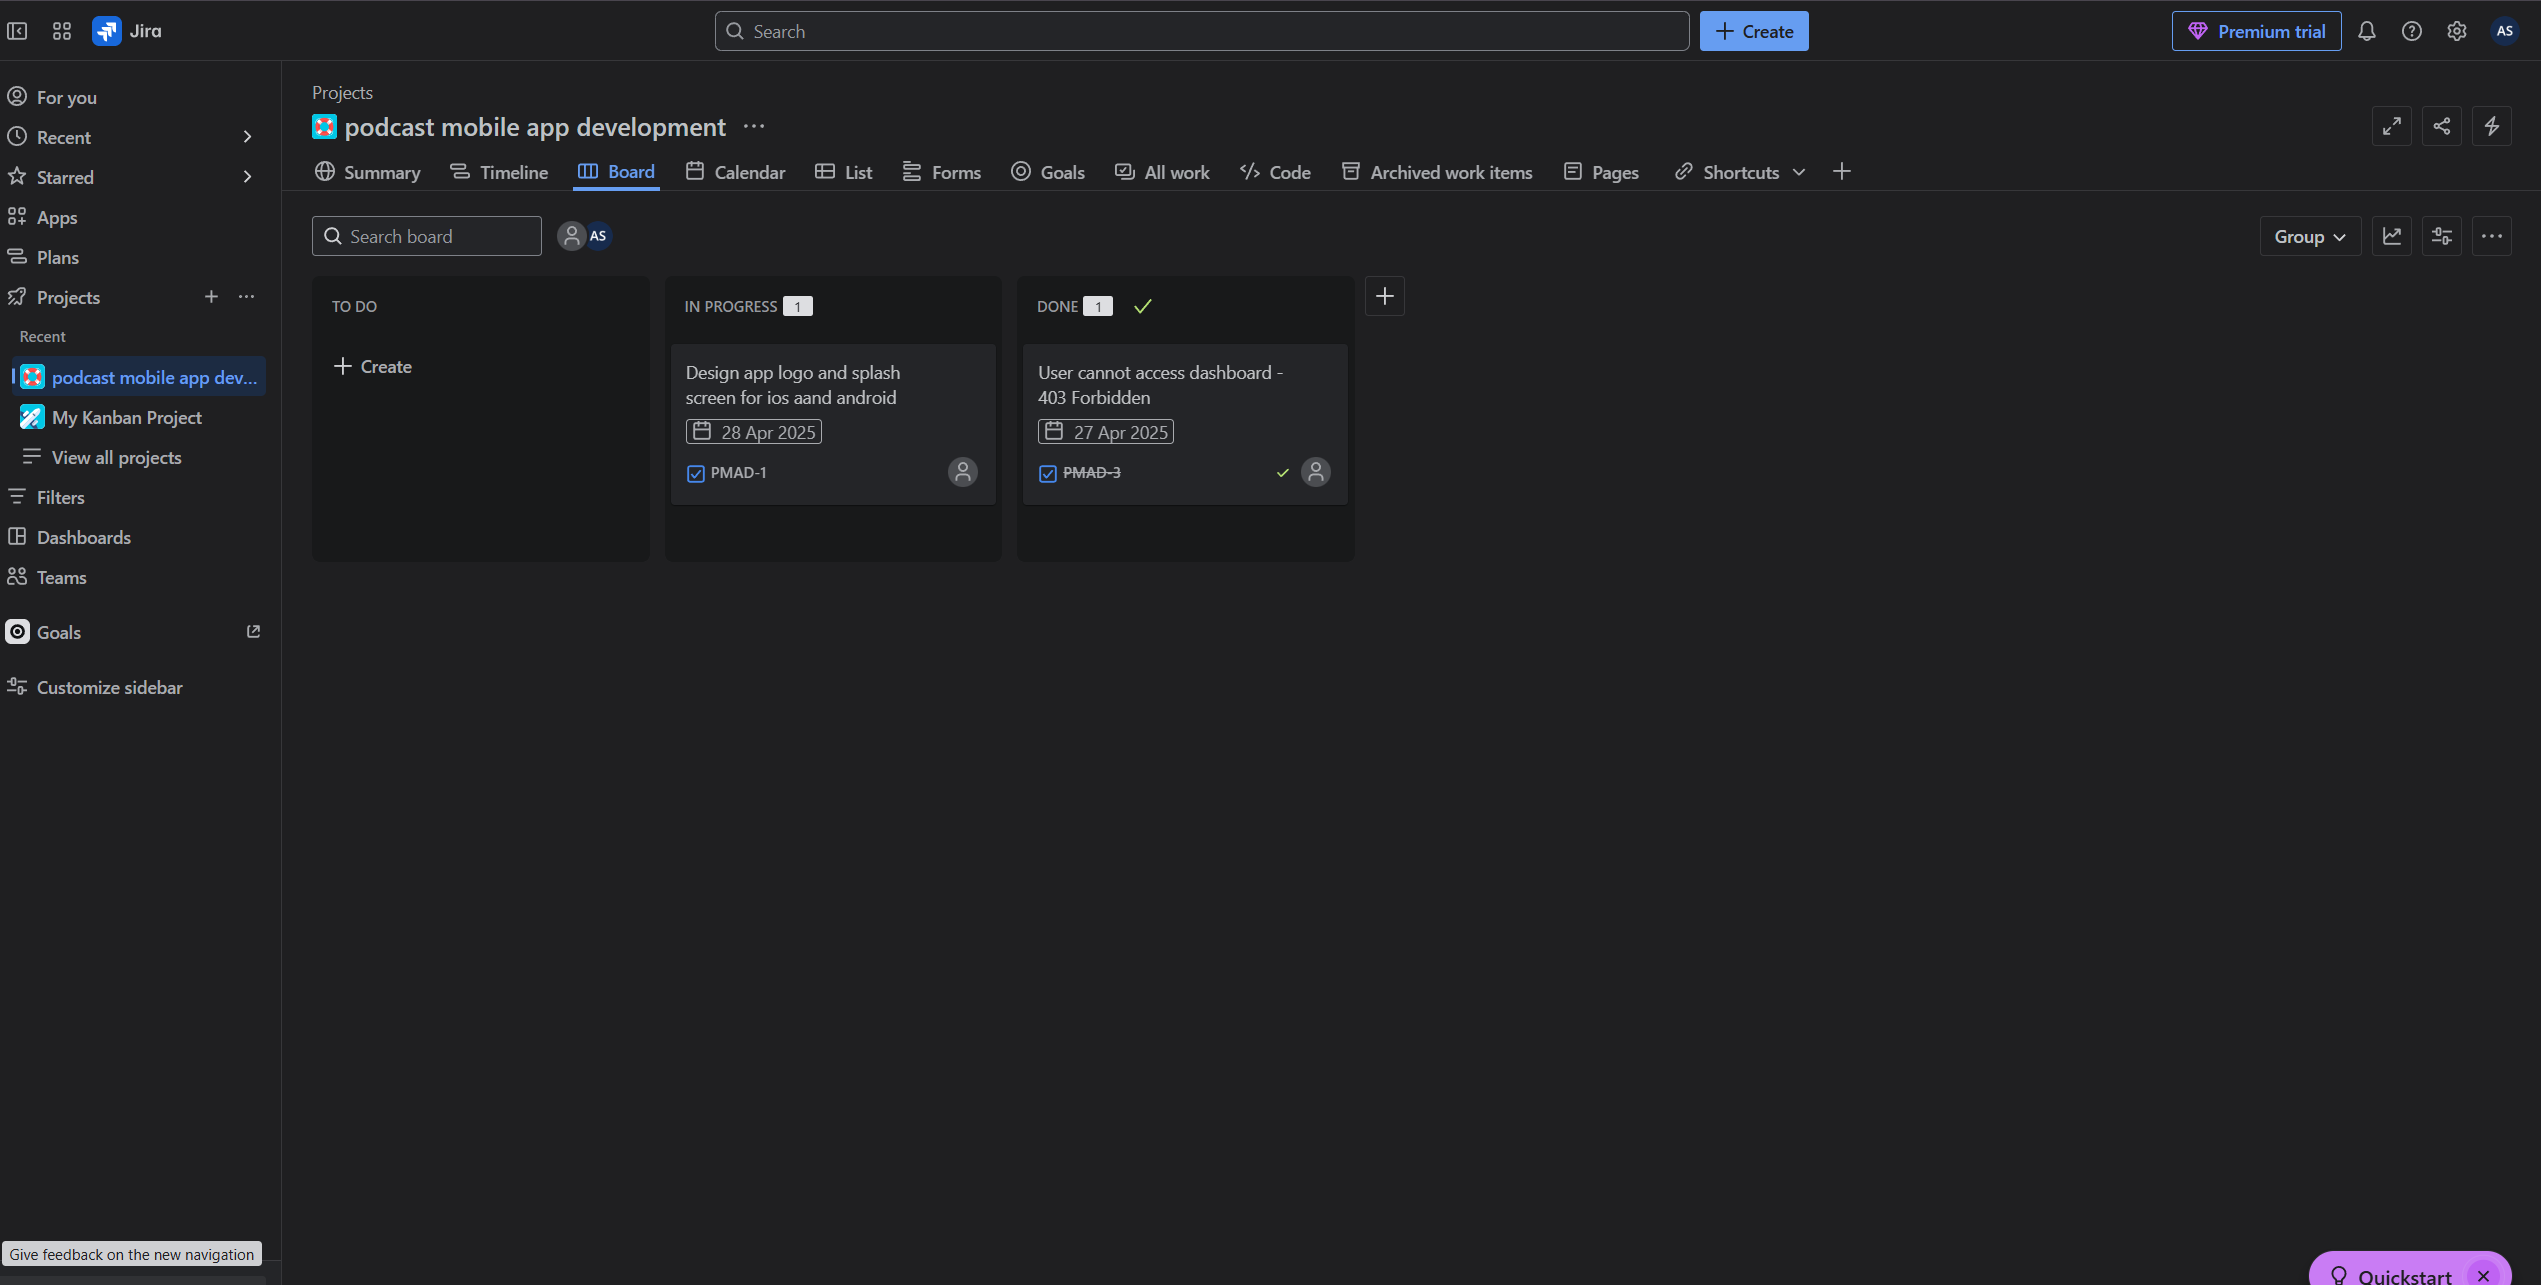 Jira
Search
Create
Premium trial
AS
For you
Recent
Starred
Apps
Plans
Projects
Recent
podcast mobile app dev...
My Kanban Project
View all projects
Filters
Dashboards
Teams
Goals
Customize sidebar
Give feedback on the new navigation
Projects
podcast mobile app development
Summary
Timeline
Board
Calendar
List
Forms
Goals
All work
Code
Archived work items
Pages
Shortcuts
Search board
AS
Group
TO DO
Create
IN PROGRESS 1
Design app logo and splash
screen for ios aand android
28 Apr 2025
PMAD-1
DONE 1
User cannot access dashboard -
403 Forbidden
27 Apr 2025
PMAD-3
Quickstart